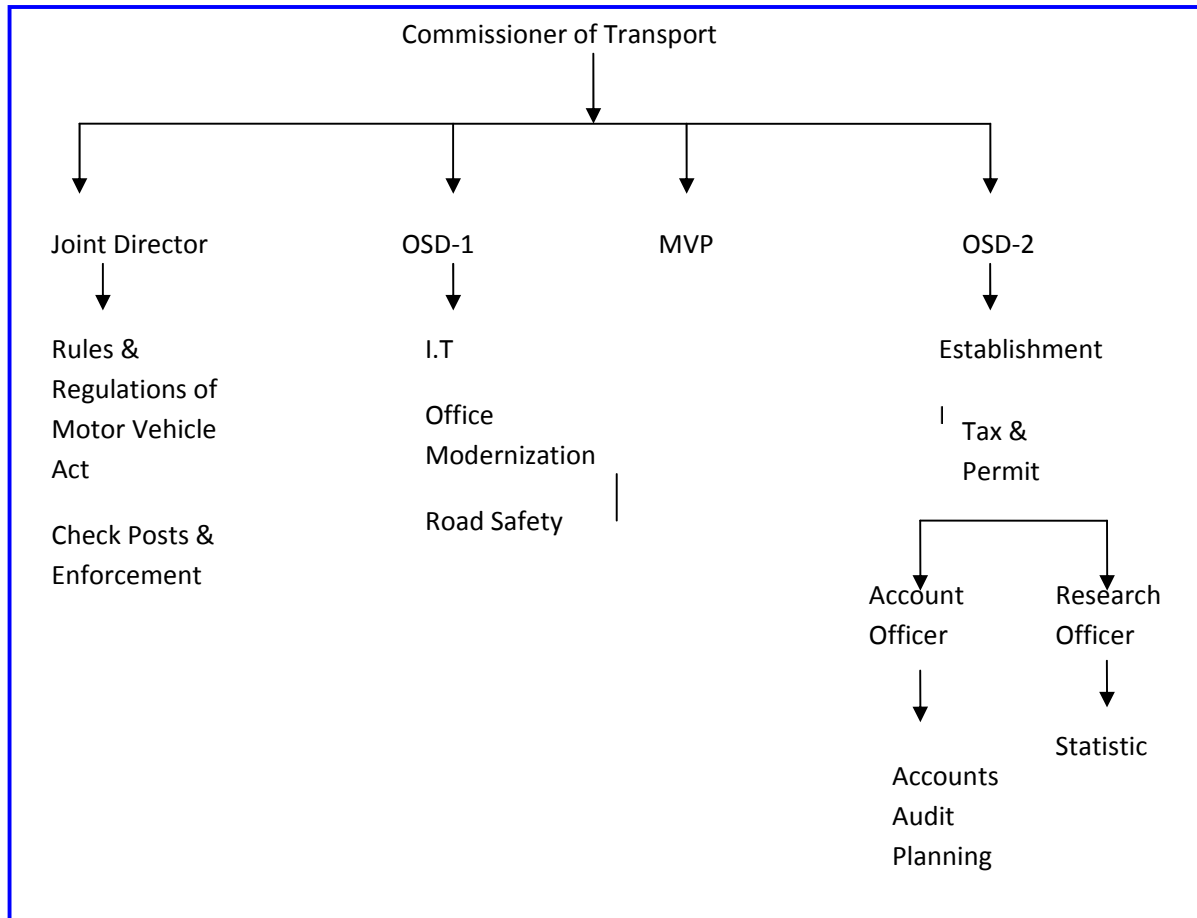 Commissioner of Transport
Joint Director
OSD-1
MVP
OSD-2
Rules &
Regulations of
Motor Vehicle
Act
Check Posts &
Enforcement
I.T
Office
Modernization
Road Safety
Establishment
Tax &
Permit
Account
Officer
Research
Officer
Accounts
Audit
Planning
Statistic